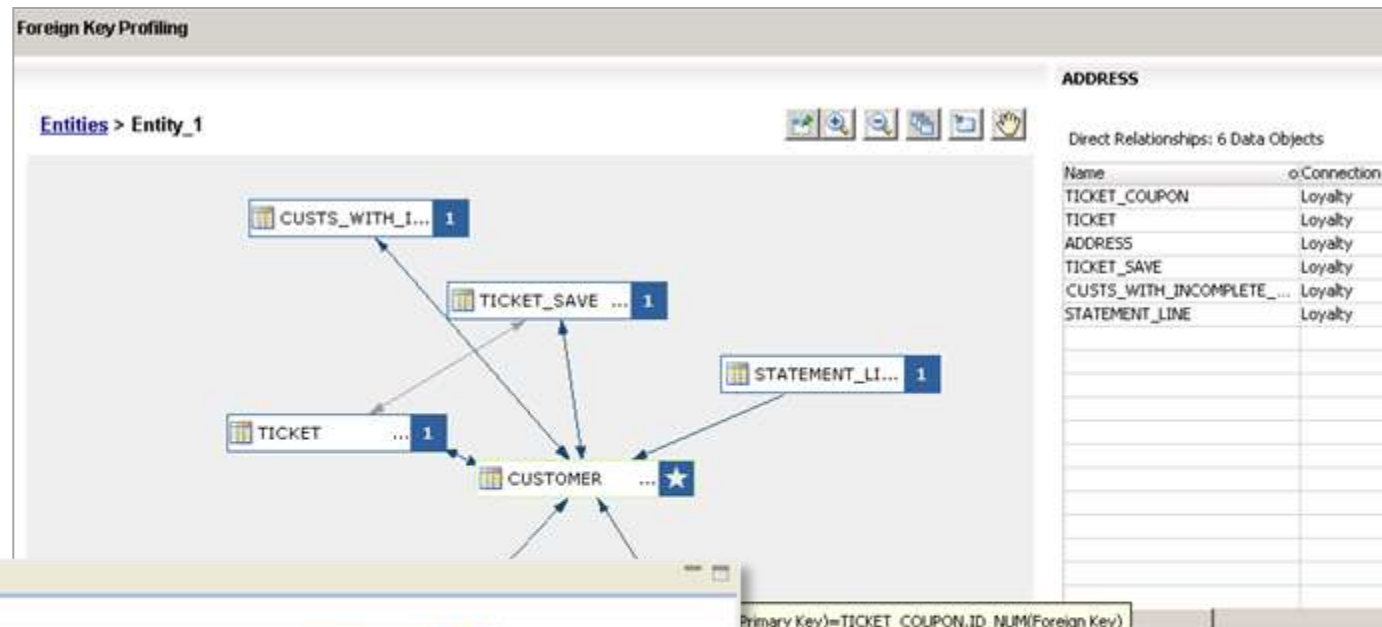 Foreign Key Profiling
Entities > Entity_1
CUSTS_WITH_I... 1
TICKET_SAVE ... 1
STATEMENT_LI... 1
TICKET ... 1
CUSTOMER ...
ADDRESS
Direct Relationships: 6 Data Objects
Name Connection
TICKET_COUPON Loyalty
TICKET Loyalty
ADDRESS Loyalty
TICKET_SAVE Loyalty
CUSTS_WITH_INCOMPLETE_... Loyalty
STATEMENT_LINE Loyalty
Primary Key)=TICKET_COUPON.ID_NUM(Foreign Key)